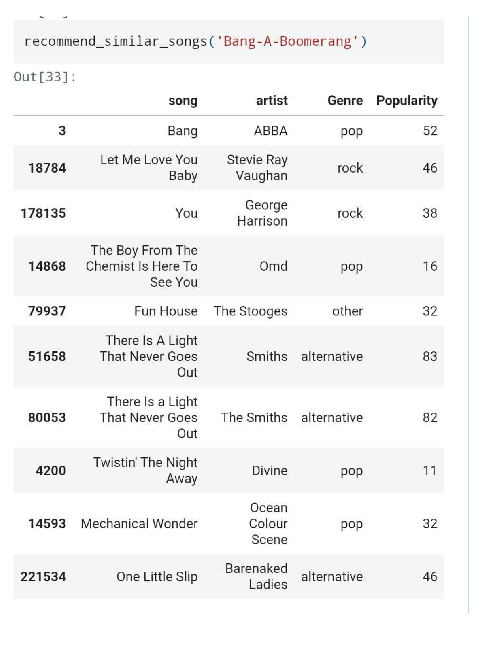 recommend_similar_songs('Bang-A-Boomerang')
Out[33]:
song artist Genre Popularity
3 Bang ABBA pop 52
18784 Let Me Love You Baby Stevie Ray Vaughan rock 46
178135 You George Harrison rock 38
14868 The Boy From The Chemist Is Here To See You Omd pop 16
79937 Fun House The Stooges other 32
51658 There Is A Light That Never Goes Out Smiths alternative 83
80053 There Is a Light That Never Goes Out The Smiths alternative 82
4200 Twistin' The Night Away Divine pop 11
14593 Mechanical Wonder Ocean Colour Scene pop 32
221534 One Little Slip Barenaked Ladies alternative 46